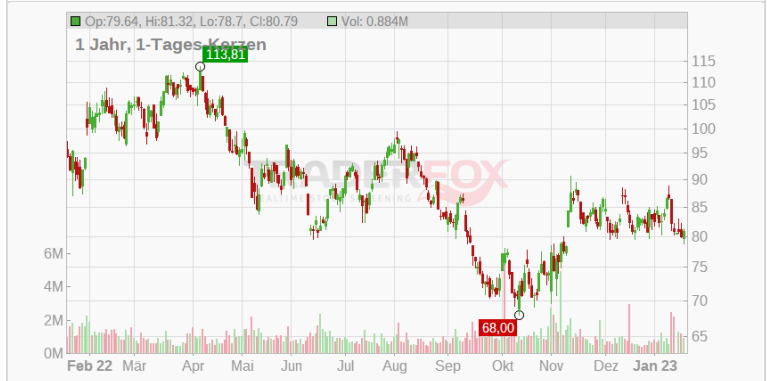 Op:79.64, Hi:81.32, Lo:78.7, Cl:80.79 Vol: 0.884M
1 Jahr, 1-Tages-Kerzen
113,81
115
110
105
100
95
90
85
80
75
70
65
TRADERFOX
6M
4M
2M
0M
68,00
Feb 22 Mär Apr Mai Jun Jul Aug Sep Okt Nov Dez Jan 23